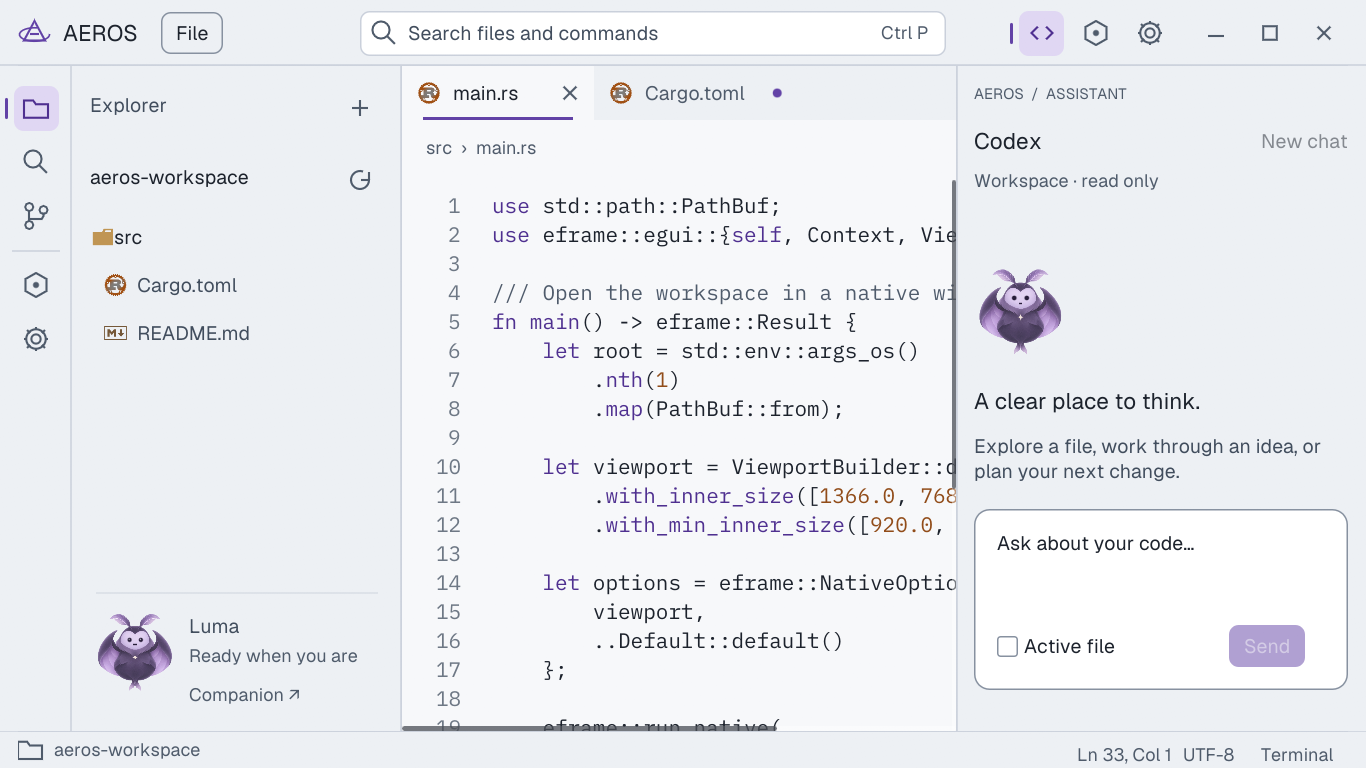 AEROS File Search files and commands Ctrl P
Explorer
aeros-workspace
src
Cargo.toml
README.md
Luma
Ready when you are
Companion ↗
main.rs Cargo.toml
src › main.rs
1 use std::path::PathBuf;
2 use eframe::egui::{self, Context, Vie
3
4 /// Open the workspace in a native wi
5 fn main() -> eframe::Result {
6     let root = std::env::args_os()
7         .nth(1)
8         .map(PathBuf::from);
9
10     let viewport = ViewportBuilder::d
11         .with_inner_size([1366.0, 768
12         .with_min_inner_size([920.0,
13
14     let options = eframe::NativeOptio
15         viewport,
16         ..Default::default()
17     };
18
19     eframe::run_native(
AEROS / ASSISTANT
Codex New chat
Workspace · read only
A clear place to think.
Explore a file, work through an idea, or
plan your next change.
Ask about your code…
Active file Send
aeros-workspace Ln 33, Col 1 UTF-8 Terminal